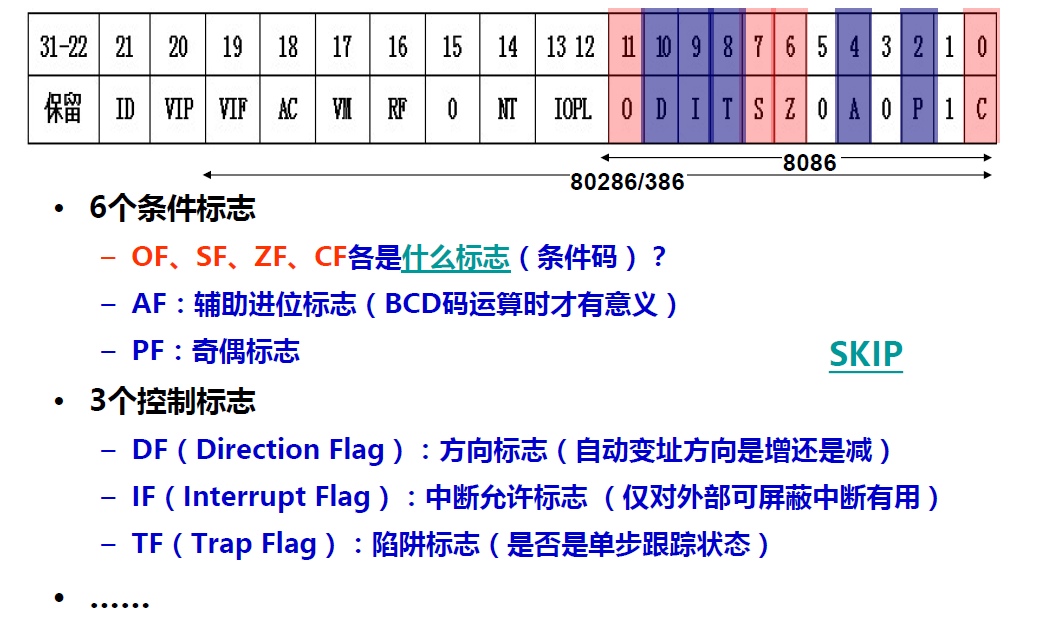 31-22 21 20 19 18 17 16 15 14 13 12 11 10 9 8 7 6 5 4 3 2 1 0
保留 ID VIP VIF AC VM RF 0 NT IOPL O D I T S Z 0 A 0 P 1 C
8086
80286/386
• 6个条件标志
– OF、SF、ZF、CF各是什么标志（条件码）？
– AF：辅助进位标志（BCD码运算时才有意义）
– PF：奇偶标志
SKIP
• 3个控制标志
– DF（Direction Flag）：方向标志（自动变址方向是增还是减）
– IF（Interrupt Flag）：中断允许标志 （仅对外部可屏蔽中断有用）
– TF（Trap Flag）：陷阱标志（是否是单步跟踪状态）
• ……